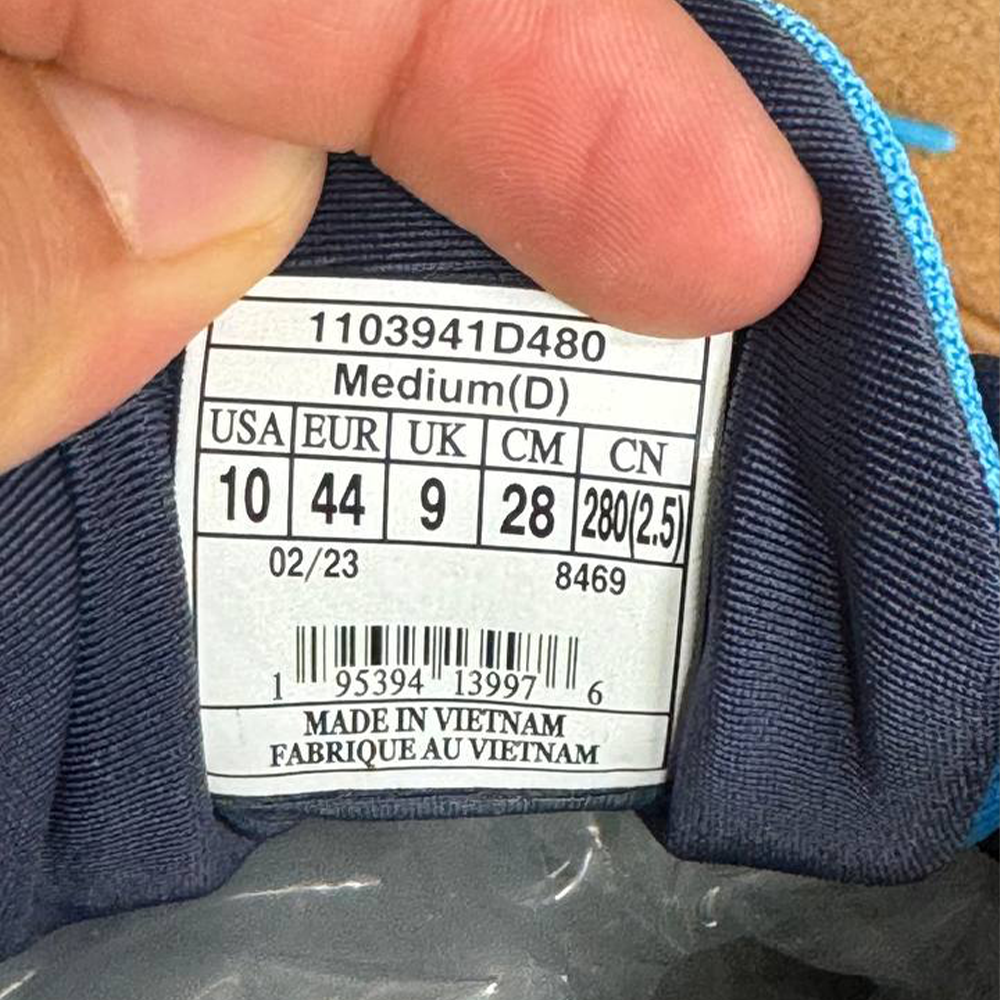 1103941D480
Medium(D)
USA EUR UK CM CN
10 44 9 28 280(2.5)
02/23 8469
1 95394 13997 6
MADE IN VIETNAM
FABRIQUE AU VIETNAM